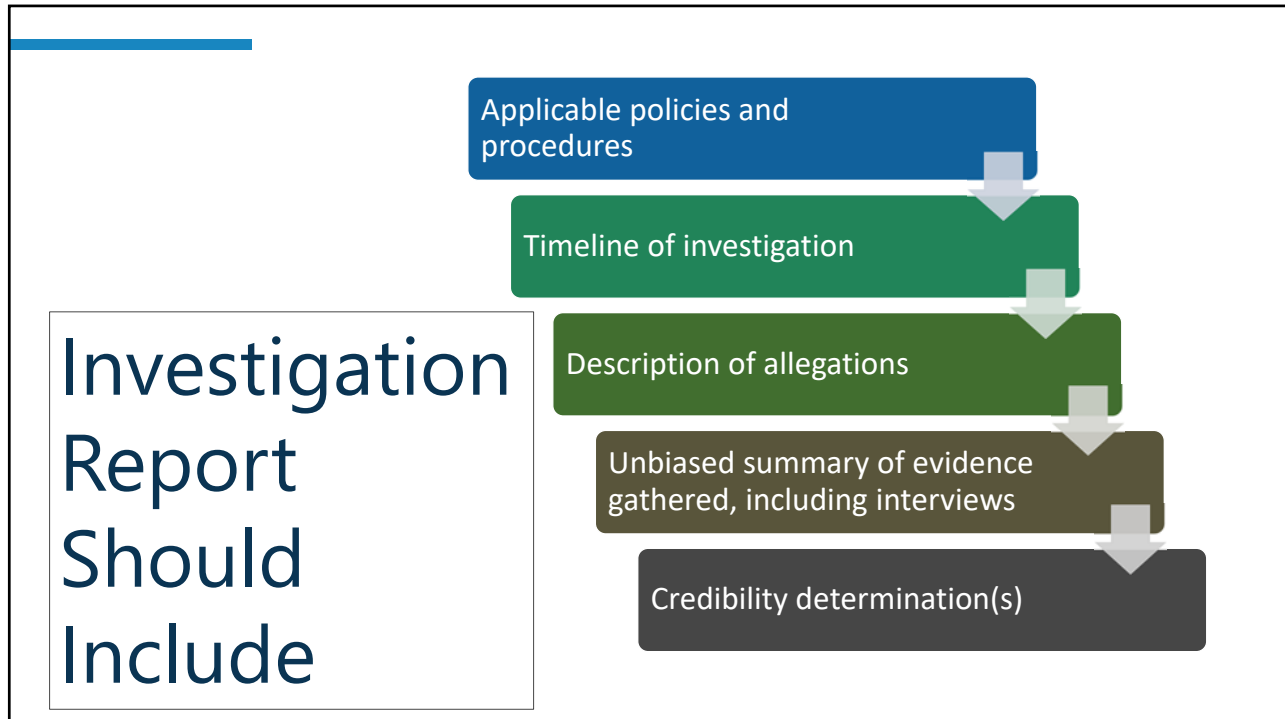 Investigation
Report
Should
Include
Applicable policies and
procedures
Timeline of investigation
Description of allegations
Unbiased summary of evidence
gathered, including interviews
Credibility determination(s)